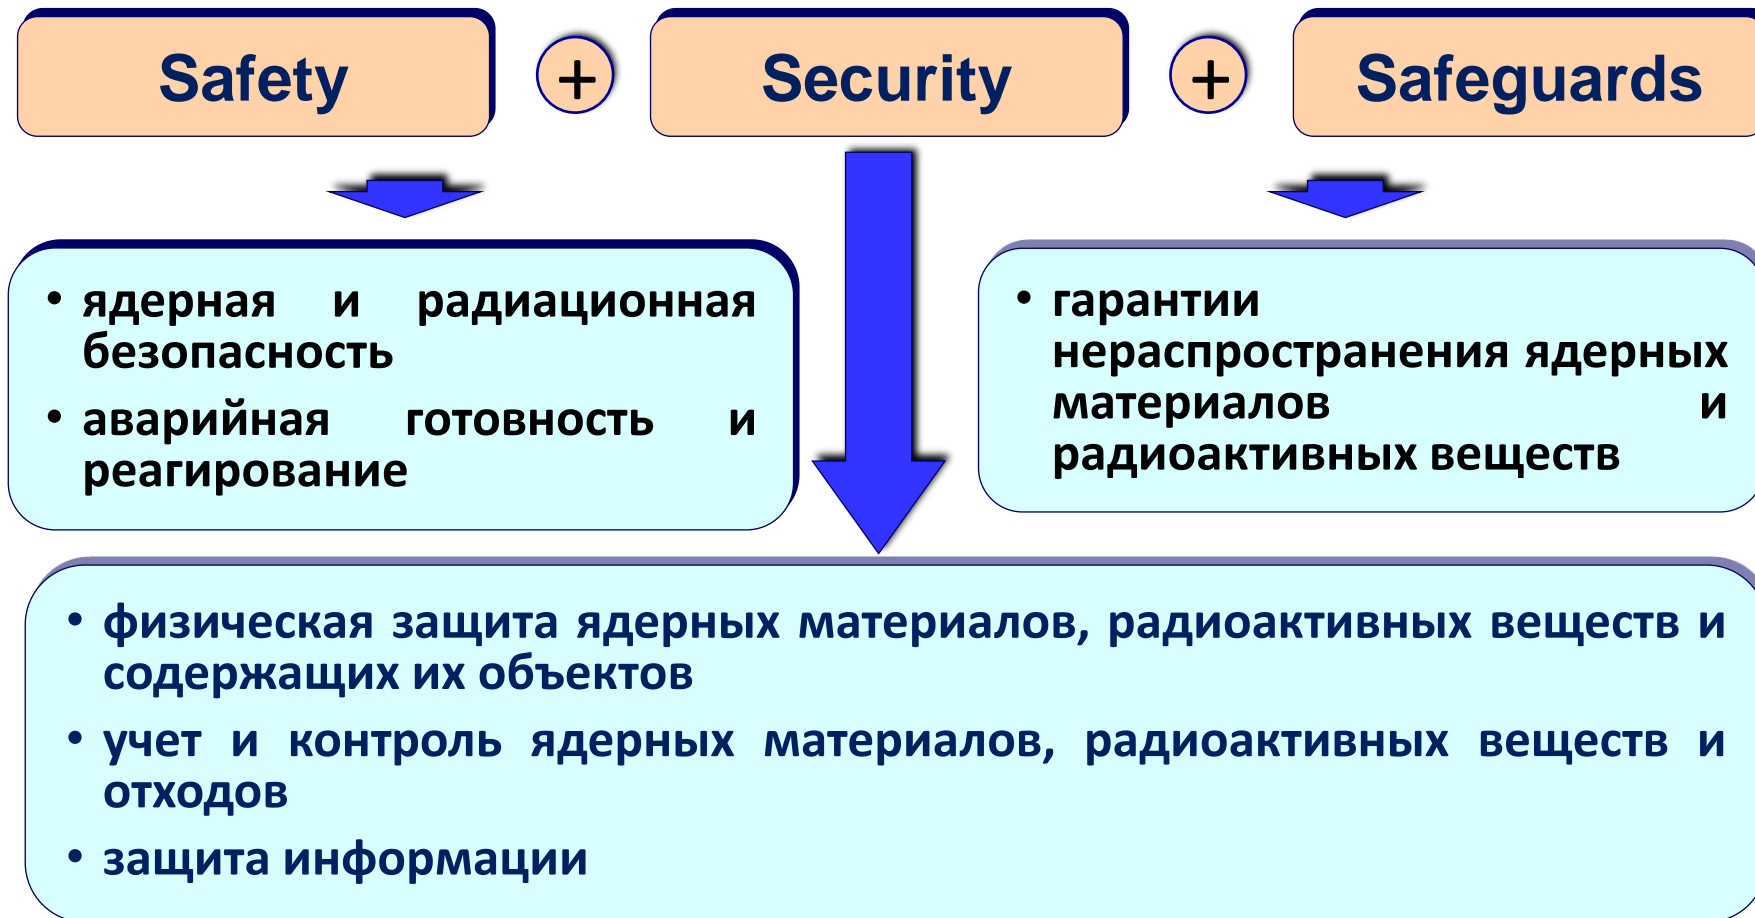 Safety + Security + Safeguards
• ядерная и радиационная
безопасность
• аварийная готовность и
реагирование
• гарантии
нераспространения ядерных
материалов и
радиоактивных веществ
• физическая защита ядерных материалов, радиоактивных веществ и
содержащих их объектов
• учет и контроль ядерных материалов, радиоактивных веществ и
отходов
• защита информации